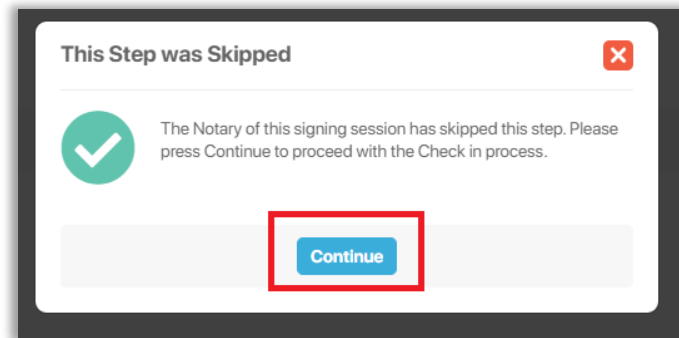 This Step was Skipped
The Notary of this signing session has skipped this step. Please
press Continue to proceed with the Check in process.
Continue